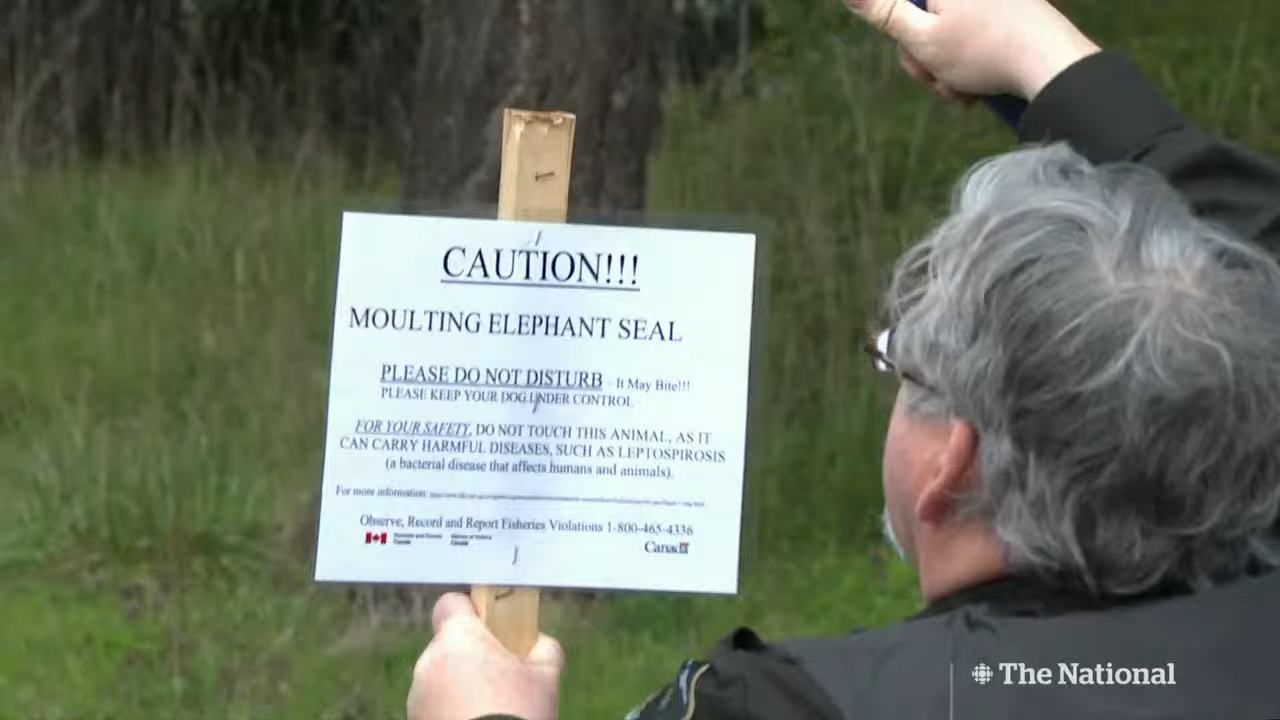 CAUTION!!!
MOULTING ELEPHANT SEAL
PLEASE DO NOT DISTURB - It May Bite!!!
PLEASE KEEP YOUR DOG UNDER CONTROL
FOR YOUR SAFETY, DO NOT TOUCH THIS ANIMAL, AS IT
CAN CARRY HARMFUL DISEASES, SUCH AS LEPTOSPIROSIS
(a bacterial disease that affects humans and animals).
For more information:
Observe, Record and Report Fisheries Violations 1-800-465-4336
Canada
The National